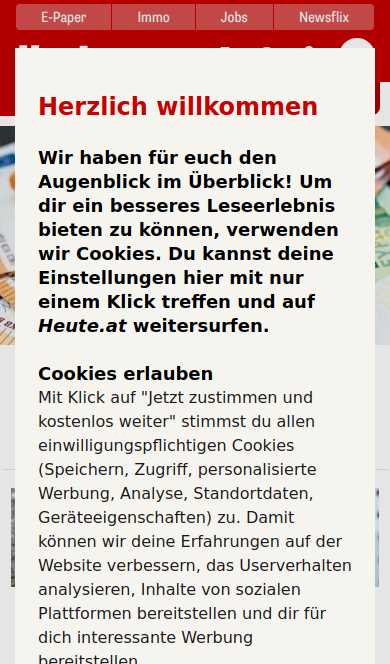 E-Paper
Immo
Jobs
Newsflix
Herzlich willkommen
Wir haben für euch den
Augenblick im Überblick! Um
dir ein besseres Leseerlebnis
bieten zu können, verwenden
wir Cookies. Du kannst deine
Einstellungen hier mit nur
einem Klick treffen und auf
Heute.at weitersurfen.
Cookies erlauben
Mit Klick auf "Jetzt zustimmen und
kostenlos weiter" stimmst du allen
einwilligungspflichtigen Cookies
(Speichern, Zugriff, personalisierte
Werbung, Analyse, Standortdaten,
Geräteeigenschaften) zu. Damit
können wir deine Erfahrungen auf der
Website verbessern, das Userverhalten
analysieren, Inhalte von sozialen
Plattformen bereitstellen und dir für
dich interessante Werbung
bereitstellen